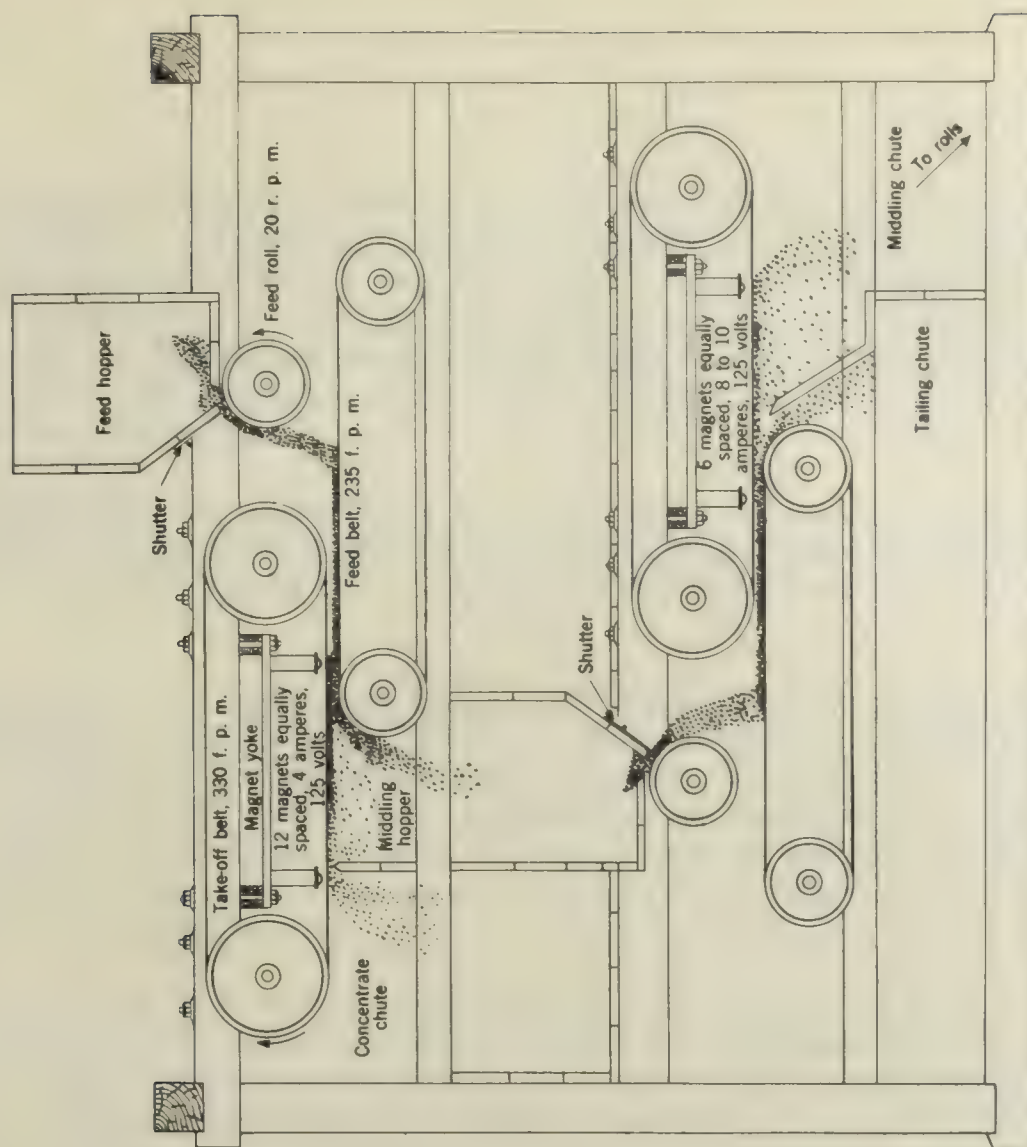 Feed hopper
Shutter
Feed roll, 20 r. p. m.
Take-off belt, 330 f. p. m.
Magnet yoke
12 magnets equally
spaced, 4 amperes,
125 volts
Feed belt, 235 f. p. m.
Middling
hopper
Concentrate
chute
Shutter
6 magnets equally
spaced, 8 to 10
amperes, 125 volts
Middling chute
To rolls
Tailing chute